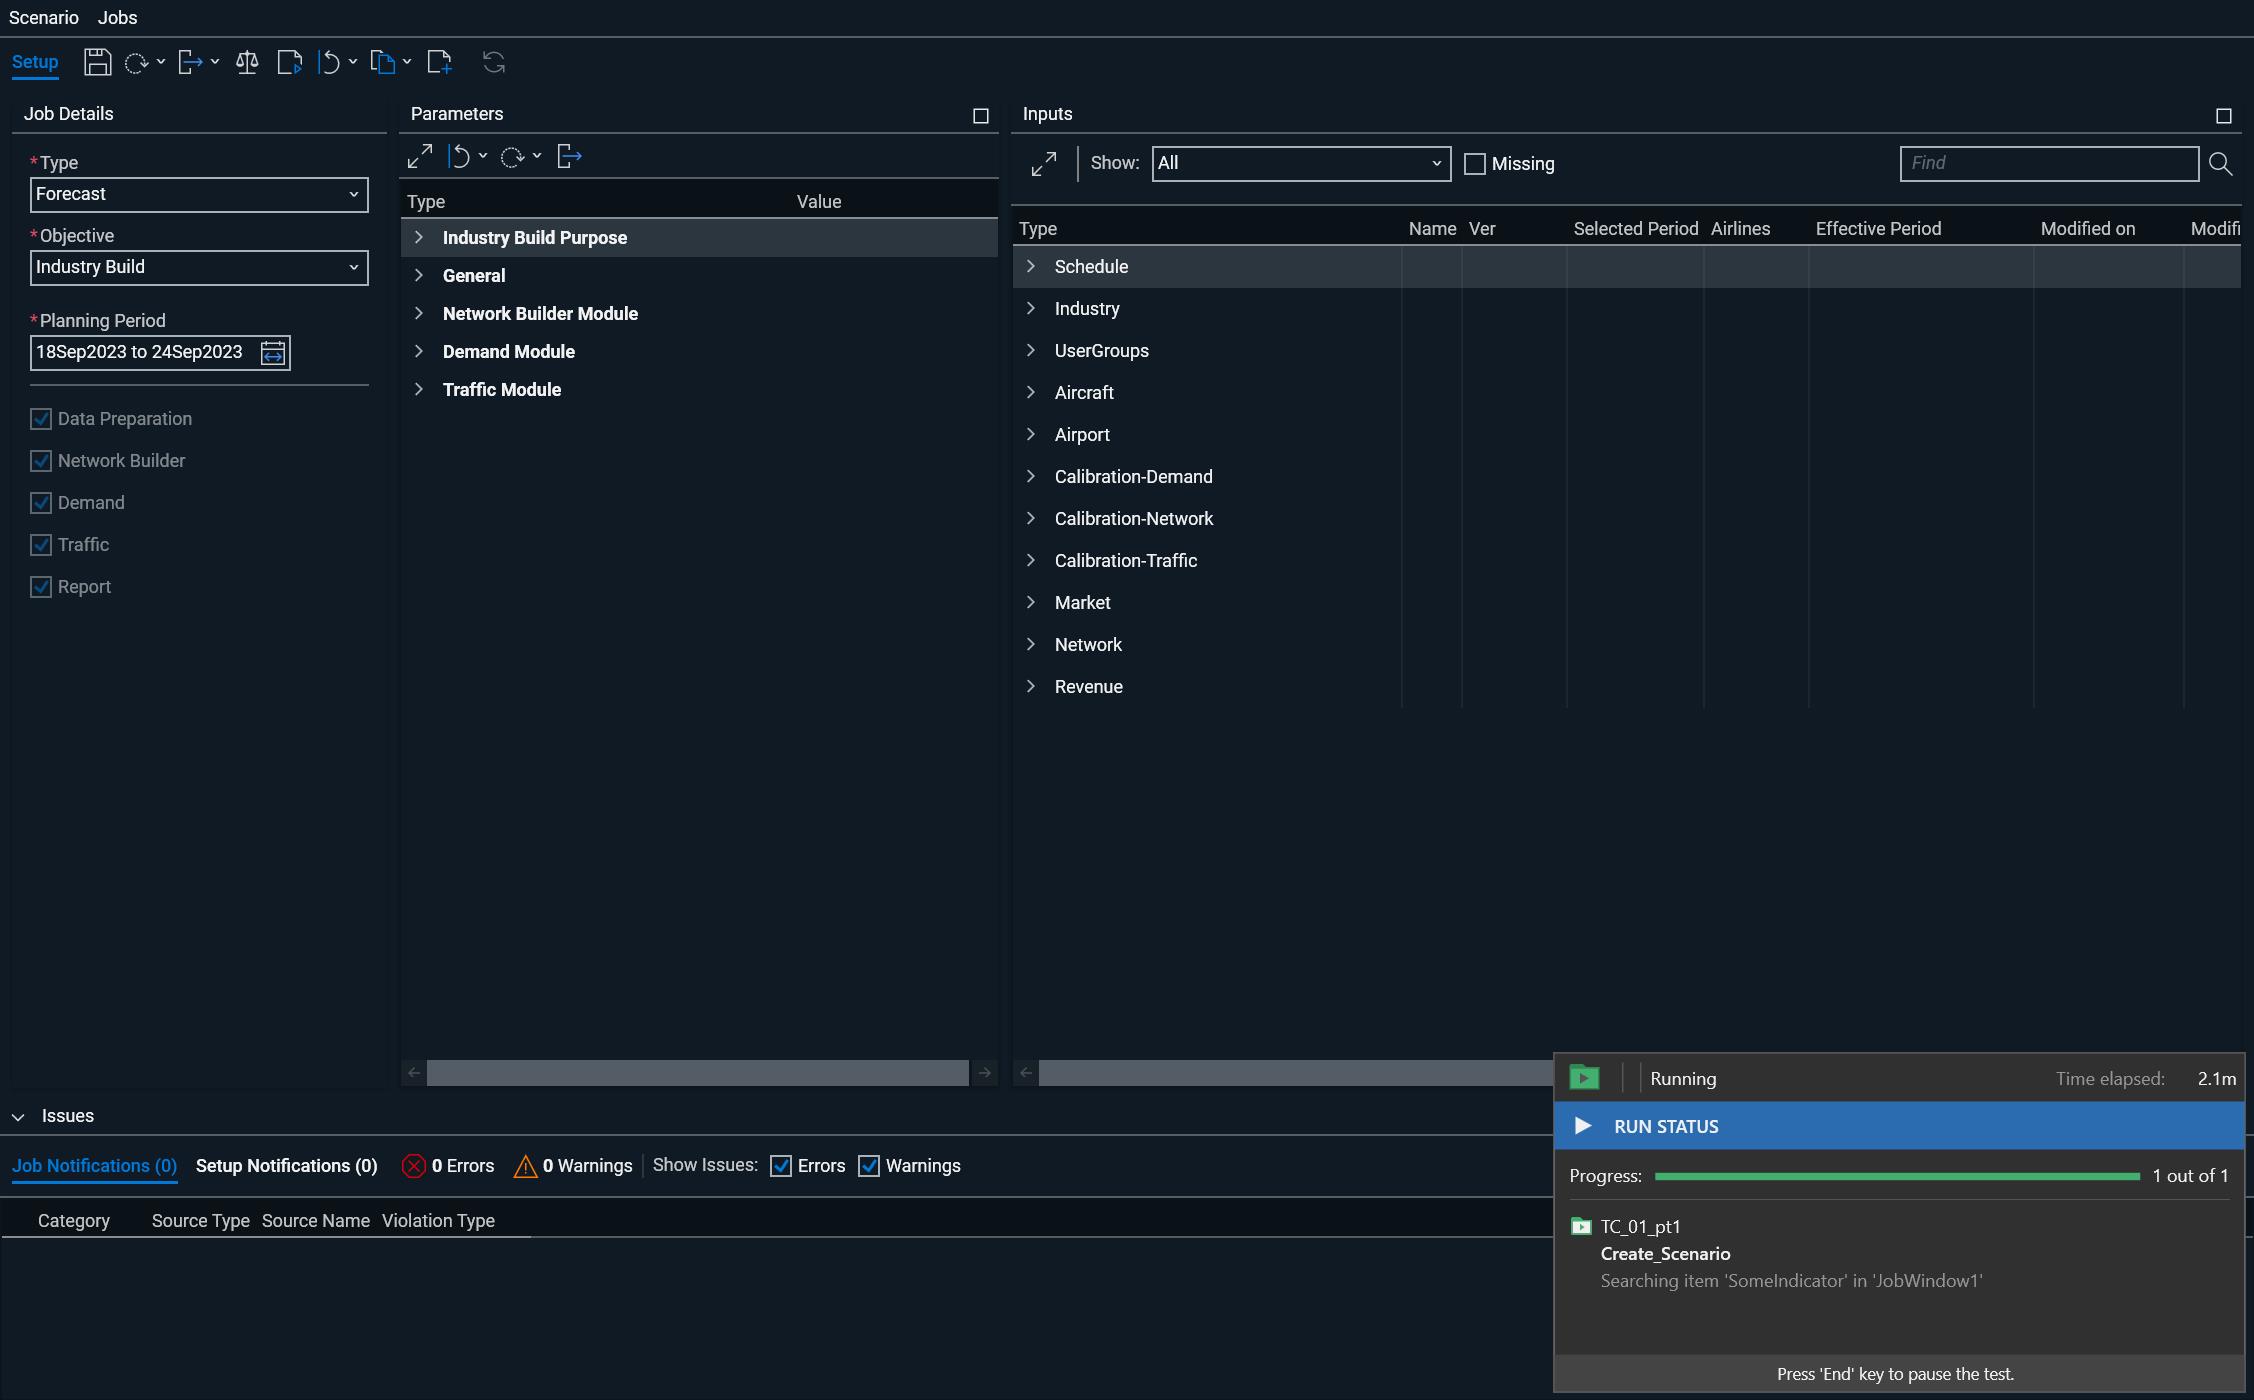 Scenario Jobs
Setup
Job Details
*Type
Forecast
*Objective
Industry Build
*Planning Period
18Sep2023 to 24Sep2023
Data Preparation
Network Builder
Demand
Traffic
Report
Parameters
Type Value
Industry Build Purpose
General
Network Builder Module
Demand Module
Traffic Module
Inputs
Show: All Missing Find
Type Name Ver Selected Period Airlines Effective Period Modified on Modifi
Schedule
Industry
UserGroups
Aircraft
Airport
Calibration-Demand
Calibration-Network
Calibration-Traffic
Market
Network
Revenue
Issues
Job Notifications (0) Setup Notifications (0) 0 Errors 0 Warnings Show Issues: Errors Warnings
Category Source Type Source Name Violation Type
Running Time elapsed: 2.1m
RUN STATUS
Progress: 1 out of 1
TC_01_pt1
Create_Scenario
Searching item 'SomeIndicator' in 'JobWindow1'
Press 'End' key to pause the test.